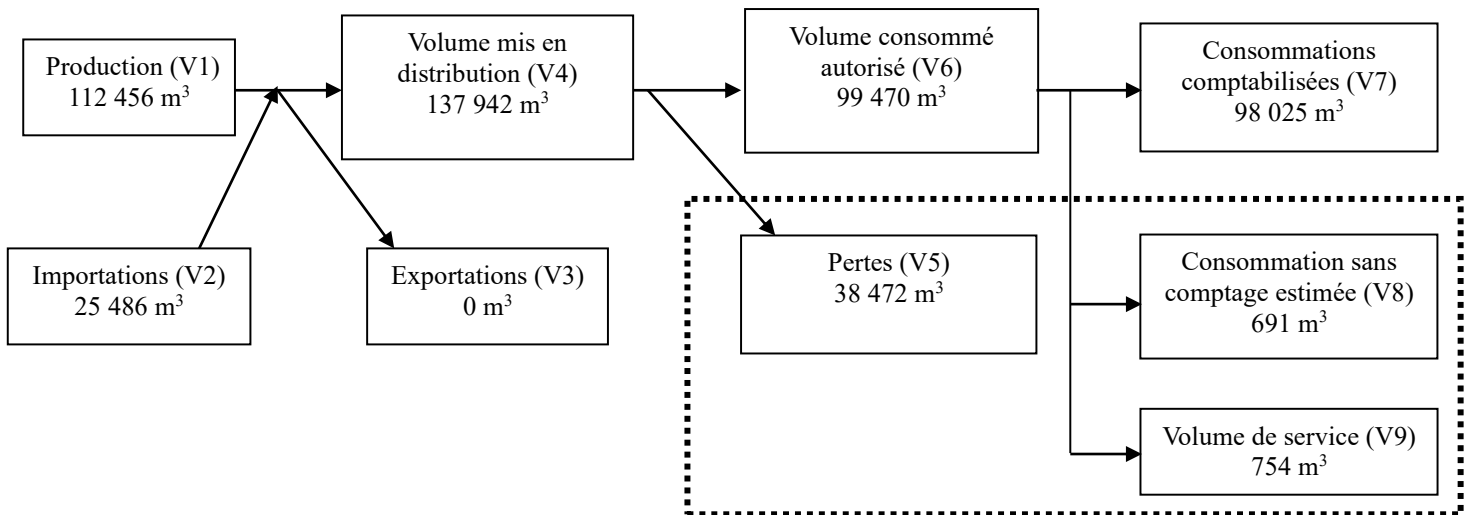 Production (V1)
112 456 m³
Volume mis en
distribution (V4)
137 942 m³
Volume consommé
autorisé (V6)
99 470 m³
Consommations
comptabilisées (V7)
98 025 m³
Importations (V2)
25 486 m³
Exportations (V3)
0 m³
Pertes (V5)
38 472 m³
Consommation sans
comptage estimée (V8)
691 m³
Volume de service (V9)
754 m³